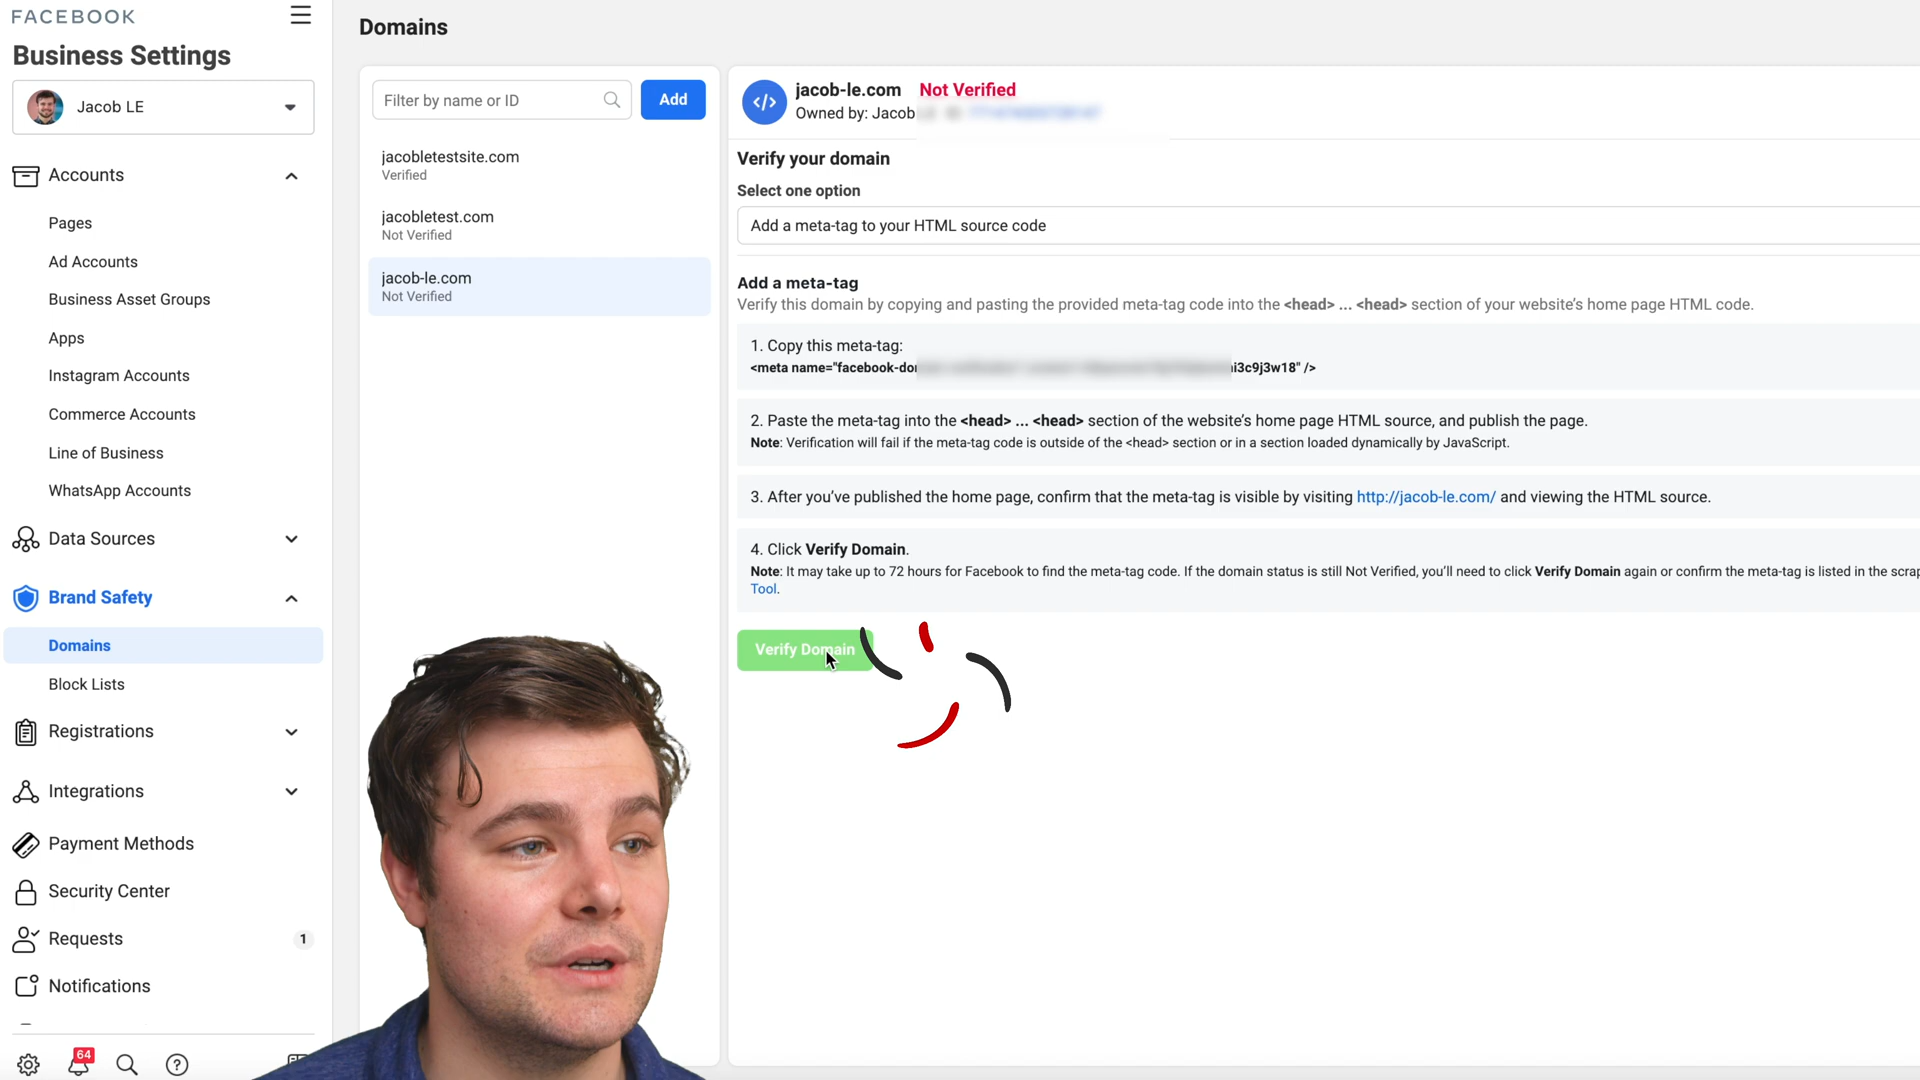 FACEBOOK
Business Settings
Jacob LE
Accounts
Pages
Ad Accounts
Business Asset Groups
Apps
Instagram Accounts
Commerce Accounts
Line of Business
WhatsApp Accounts
Data Sources
Brand Safety
Domains
Block Lists
Registrations
Integrations
Payment Methods
Security Center
Requests 1
Notifications
64
Domains
Filter by name or ID
Add
jacobletestsite.com
Verified
jacobletest.com
Not Verified
jacob-le.com
Not Verified
jacob-le.com Not Verified
Owned by: Jacob
Verify your domain
Select one option
Add a meta-tag to your HTML source code
Add a meta-tag
Verify this domain by copying and pasting the provided meta-tag code into the <head> ... <head> section of your website's home page HTML code.
1. Copy this meta-tag:
<meta name="facebook-do i3c9j3w18" />
2. Paste the meta-tag into the <head> ... <head> section of the website's home page HTML source, and publish the page.
Note: Verification will fail if the meta-tag code is outside of the <head> section or in a section loaded dynamically by JavaScript.
3. After you've published the home page, confirm that the meta-tag is visible by visiting http://jacob-le.com/ and viewing the HTML source.
4. Click Verify Domain.
Note: It may take up to 72 hours for Facebook to find the meta-tag code. If the domain status is still Not Verified, you'll need to click Verify Domain again or confirm the meta-tag is listed in the scrap
Tool.
Verify Domain